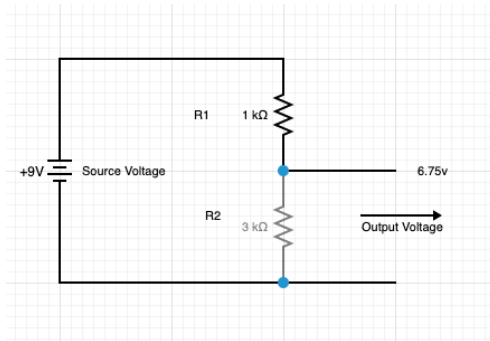 R1 1 kΩ
+9V Source Voltage 6.75v
R2
3 kΩ Output Voltage